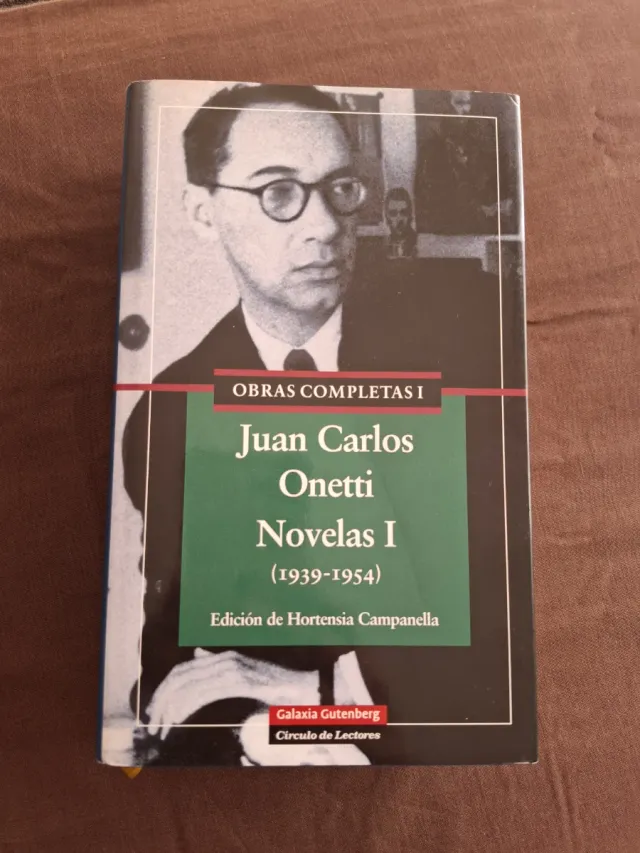 OBRAS COMPLETAS I
Juan Carlos
Onetti
Novelas I
(1939-1954)
Edición de Hortensia Campanella
Galaxia Gutenberg
Círculo de Lectores